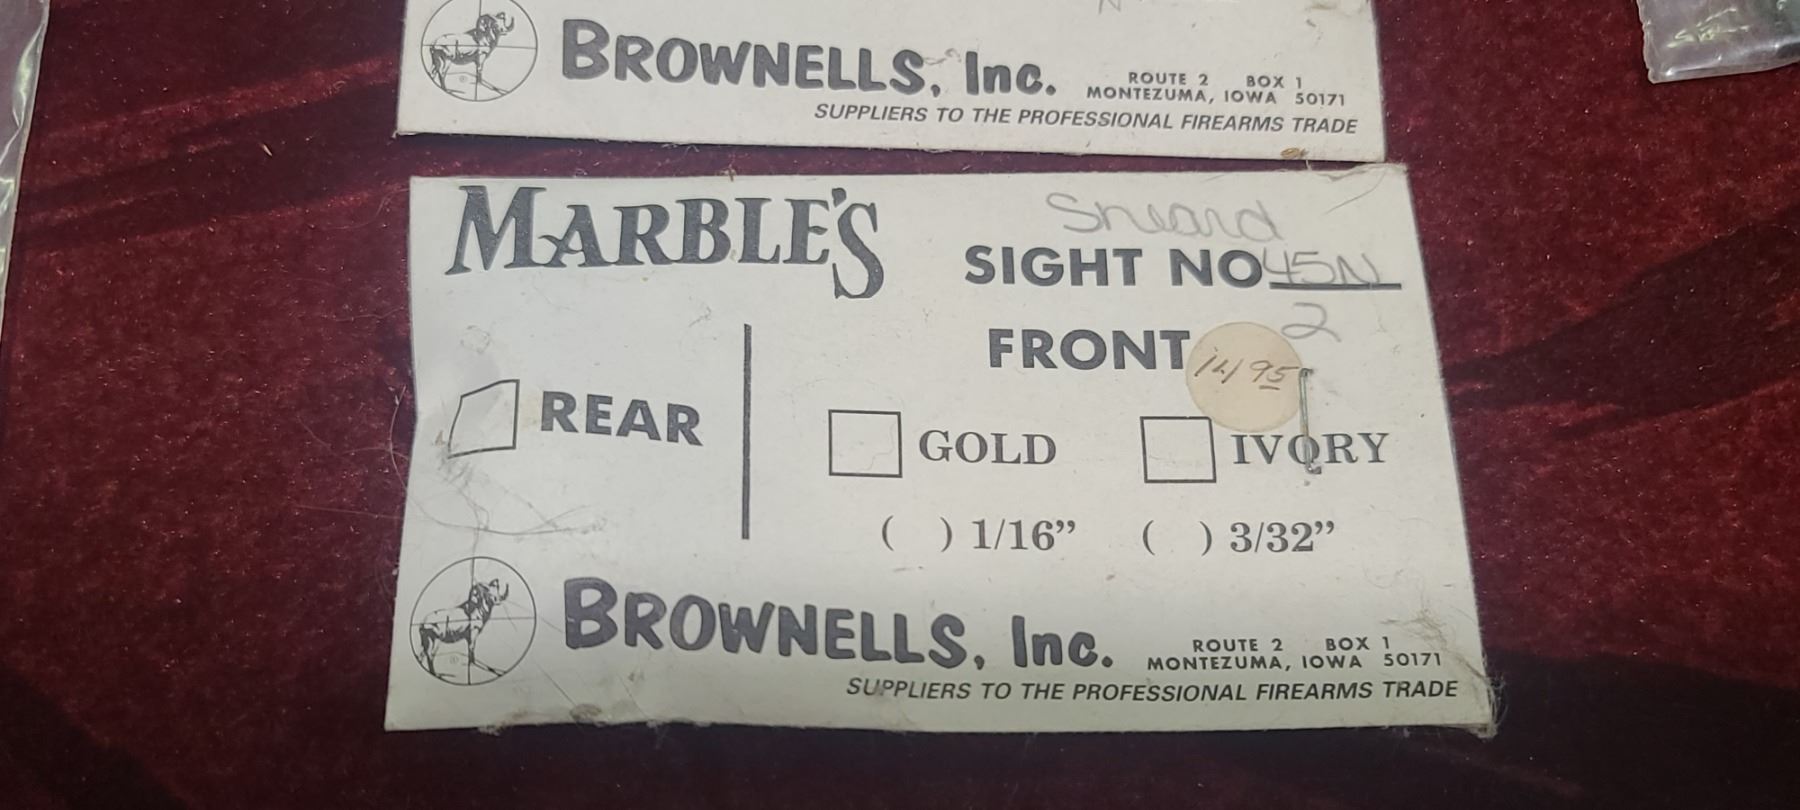 BROWNELLS, Inc.
ROUTE 2 BOX 1
MONTEZUMA, IOWA 50171
SUPPLIERS TO THE PROFESSIONAL FIREARMS TRADE
MARBLE'S
Sheard
SIGHT NO 45N
2
FRONT
14 95
REAR
GOLD
IVORY
( ) 1/16” ( ) 3/32”
BROWNELLS, Inc.
ROUTE 2 BOX 1
MONTEZUMA, IOWA 50171
SUPPLIERS TO THE PROFESSIONAL FIREARMS TRADE